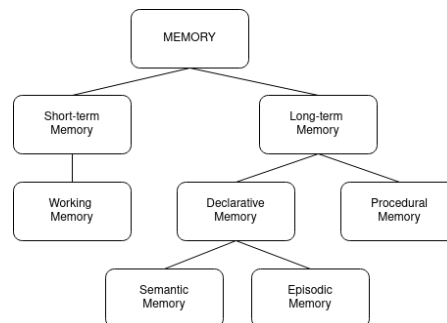 MEMORY
Short-term
Memory
Long-term
Memory
Working
Memory
Declarative
Memory
Procedural
Memory
Semantic
Memory
Episodic
Memory